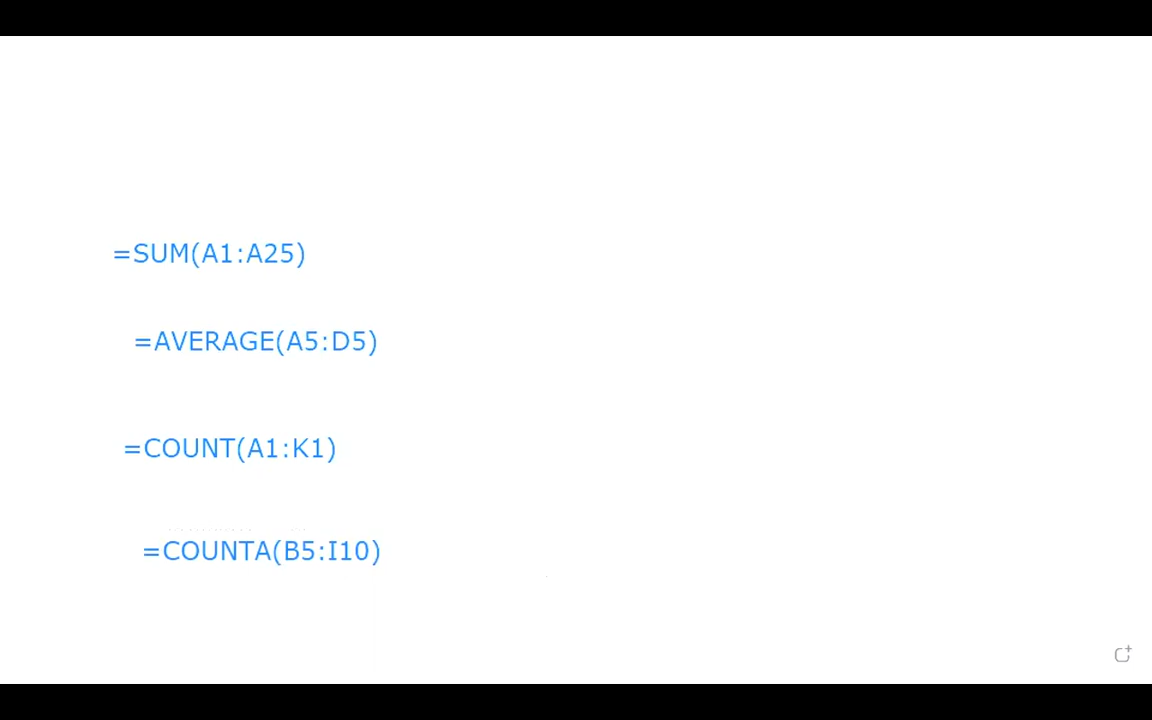 =SUM(A1:A25)
=AVERAGE(A5:D5)
=COUNT(A1:K1)
=COUNTA(B5:I10)